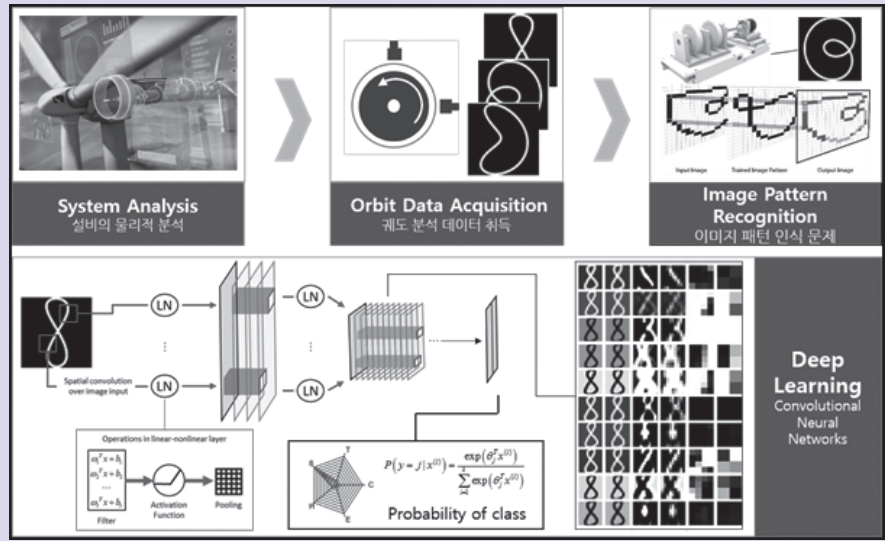 System Analysis
설비의 물리적 분석
Orbit Data Acquisition
궤도 분석 데이터 취득
Input Image
Trained Image Pattern
Output Image
Image Pattern
Recognition
이미지 패턴 인식 문제
LN
LN
LN
LN
Spatial convolution
over image input
Operations in linear-nonlinear layer
Filter
Activation
Function
Pooling
T
C
E
H
Probability of class
Deep
Learning
Convolutional
Neural
Networks